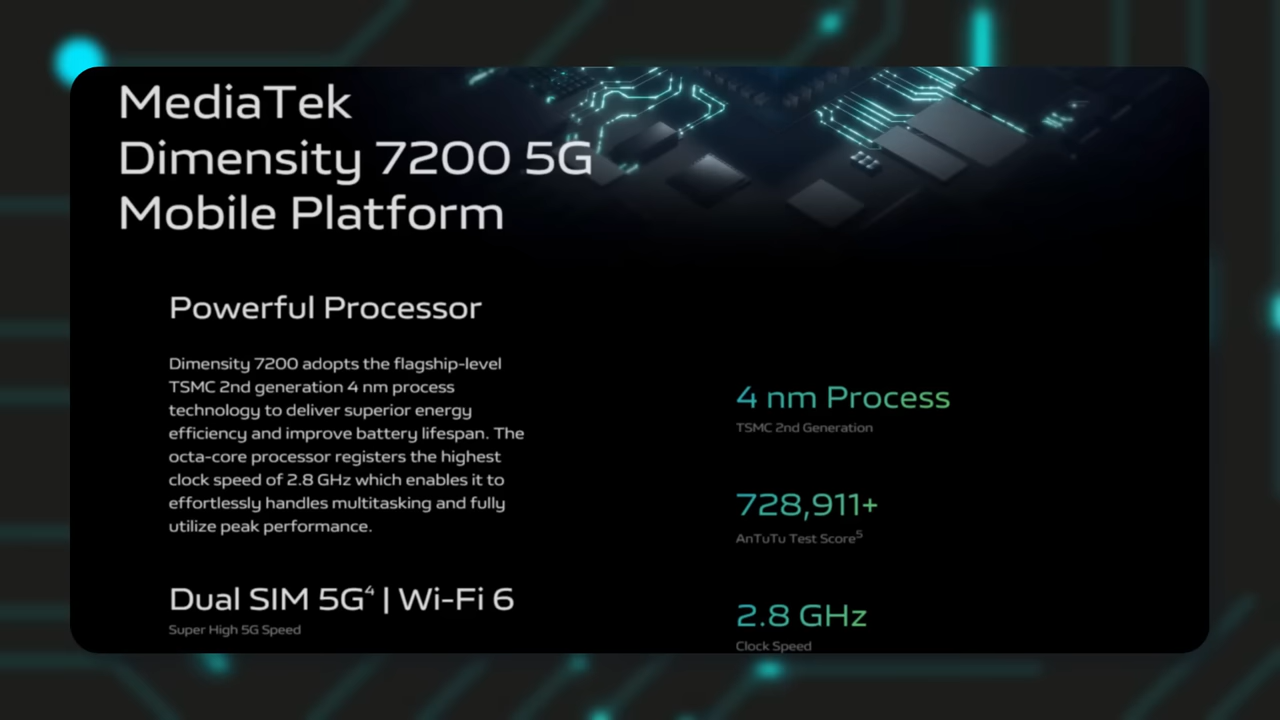 MediaTek
Dimensity 7200 5G
Mobile Platform
Powerful Processor
Dimensity 7200 adopts the flagship-level
TSMC 2nd generation 4 nm process
technology to deliver superior energy
efficiency and improve battery lifespan. The
octa-core processor registers the highest
clock speed of 2.8 GHz which enables it to
effortlessly handles multitasking and fully
utilize peak performance.
Dual SIM 5G⁴ | Wi-Fi 6
Super High 5G Speed
4 nm Process
TSMC 2nd Generation
728,911+
AnTuTu Test Score⁵
2.8 GHz
Clock Speed